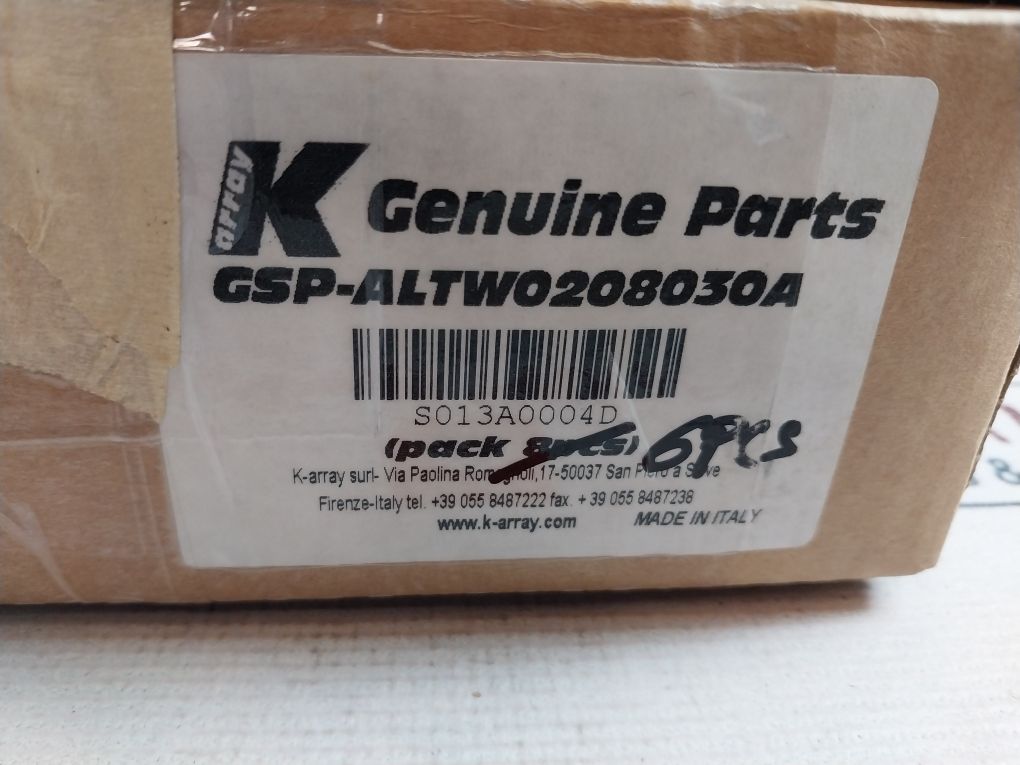 K array Genuine Parts
GSP-ALTW0208030A
S013A0004D
(pack 8pcs) 6Pcs
K-array surl- Via Paolina Romagnoli,17-50037 San Piero a Sieve
Firenze-Italy tel. +39 055 8487222 fax. + 39 055 8487238
www.k-array.com MADE IN ITALY